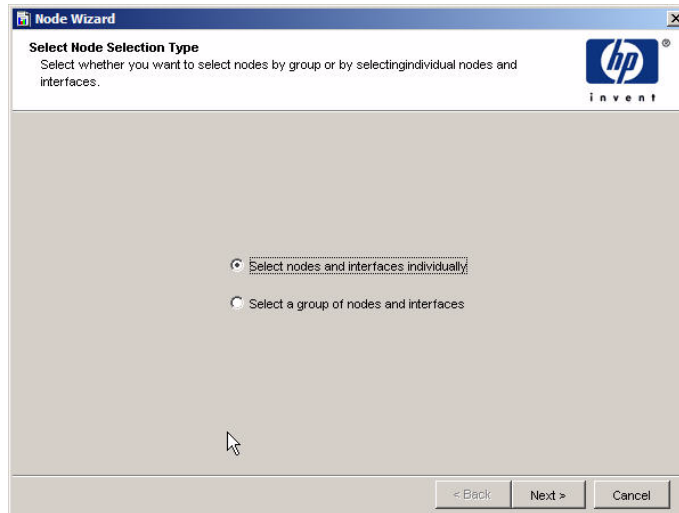 Node Wizard
Select Node Selection Type
Select whether you want to select nodes by group or by selectingindividual nodes and
interfaces.
hp
®
invent
Select nodes and interfaces individually
Select a group of nodes and interfaces
< Back
Next >
Cancel